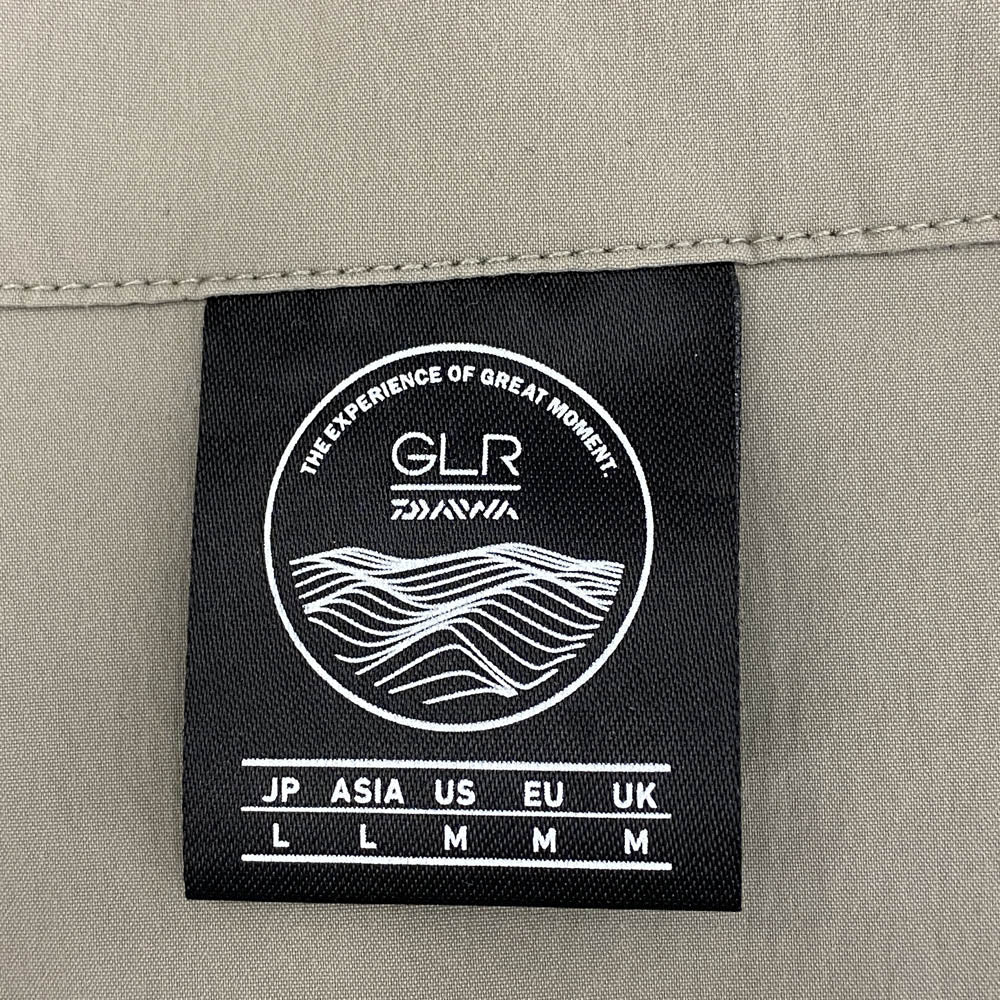 THE EXPERIENCE OF GREAT MOMENT.
GLR
DAIWA
JP ASIA US EU UK
L L M M M